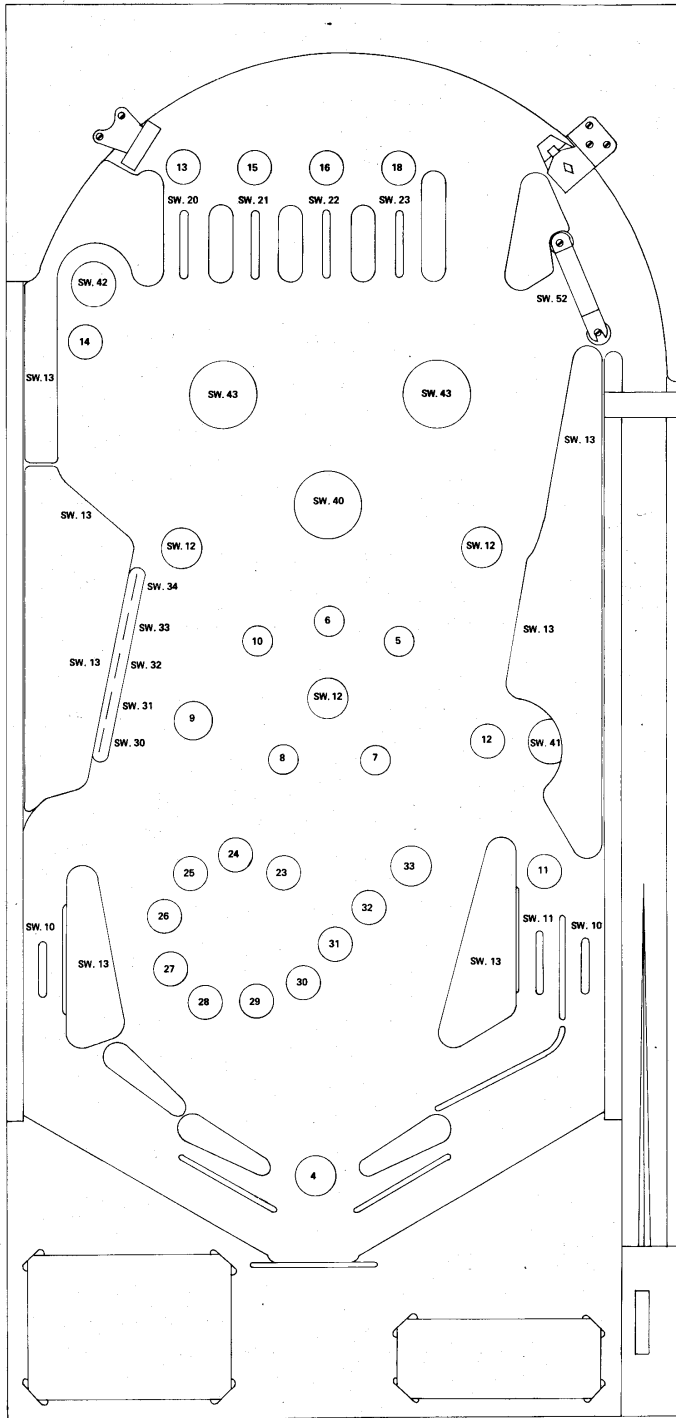 13 15 16 18
SW. 20 SW. 21 SW. 22 SW. 23
SW. 42
SW. 52
14
SW. 13
SW. 43 SW. 43
SW. 13
SW. 40
SW. 13
SW. 12 SW. 12
SW. 34
SW. 33
6
10 5
SW. 13
SW. 13 SW. 32
SW. 31
SW. 12
9
SW. 30
12 SW. 41
8 7
24
33
25 23 11
32
26
SW. 10 SW. 11 SW. 10
31
SW. 13 SW. 13
27
30
28 29
4